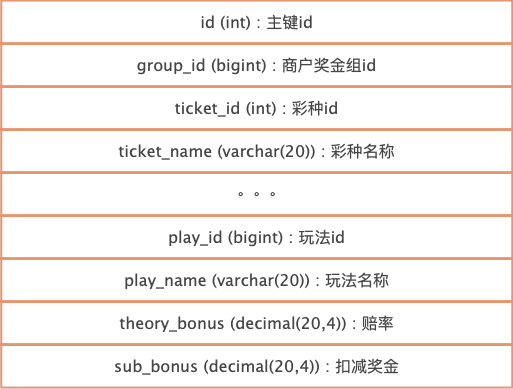 id (int) : 主键id
group_id (bigint) : 商户奖金组id
ticket_id (int) : 彩种id
ticket_name (varchar(20)) : 彩种名称
。。。
play_id (bigint) : 玩法id
play_name (varchar(20)) : 玩法名称
theory_bonus (decimal(20,4)) : 赔率
sub_bonus (decimal(20,4)) : 扣减奖金